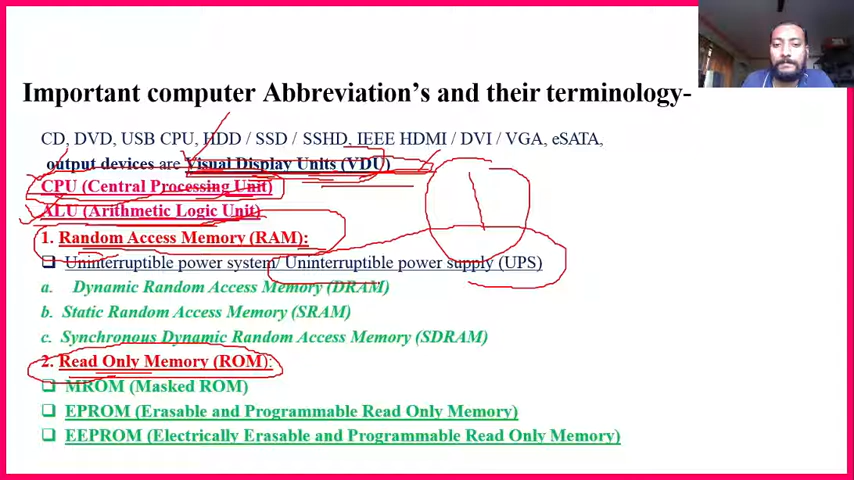 Important computer Abbreviation's and their terminology-
CD, DVD, USB CPU, HDD / SSD / SSHD, IEEE HDMI / DVI / VGA, eSATA,
output devices are Visual Display Units (VDU)
CPU (Central Processing Unit)
ALU (Arithmetic Logic Unit)
1. Random Access Memory (RAM):
❑ Uninterruptible power system/ Uninterruptible power supply (UPS)
a. Dynamic Random Access Memory (DRAM)
b. Static Random Access Memory (SRAM)
c. Synchronous Dynamic Random Access Memory (SDRAM)
2. Read Only Memory (ROM):
❑ MROM (Masked ROM)
❑ EPROM (Erasable and Programmable Read Only Memory)
❑ EEPROM (Electrically Erasable and Programmable Read Only Memory)